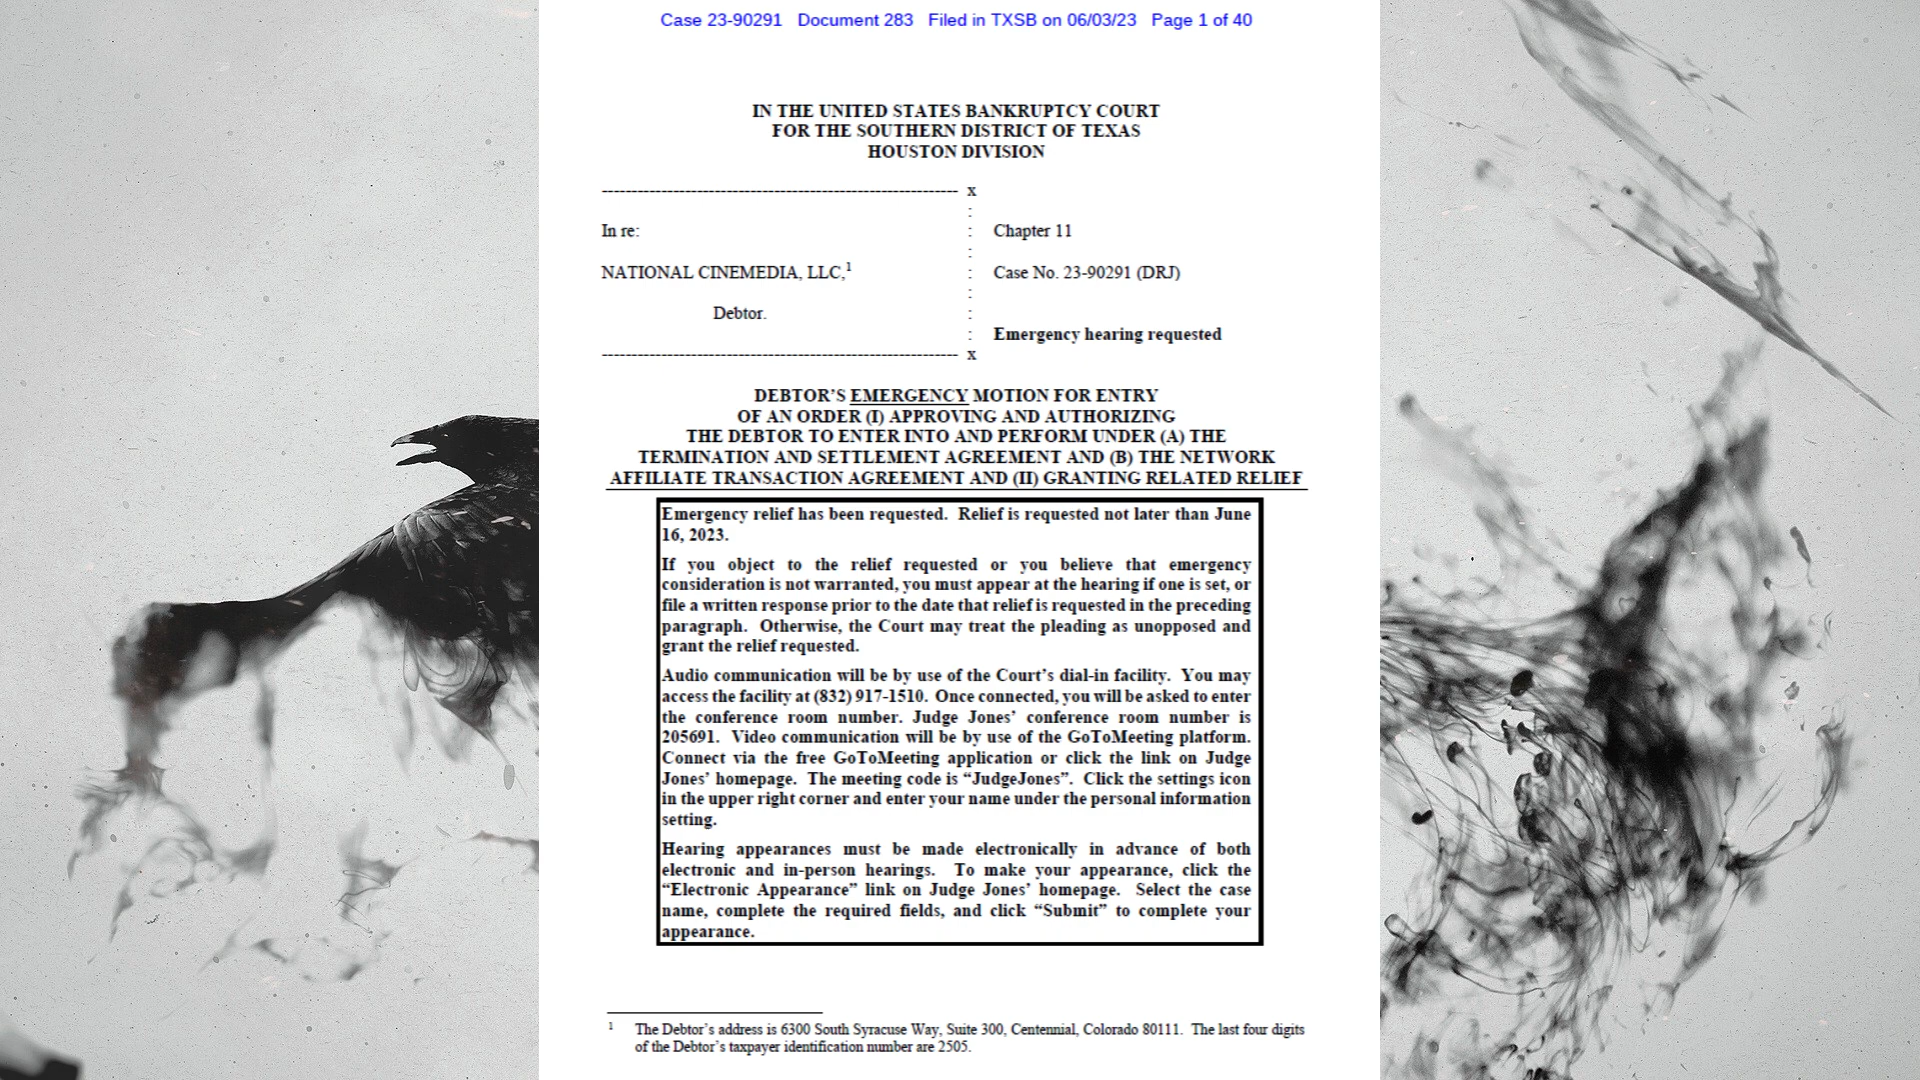 Case 23-90291 Document 283 Filed in TXSB on 06/03/23 Page 1 of 40
IN THE UNITED STATES BANKRUPTCY COURT
FOR THE SOUTHERN DISTRICT OF TEXAS
HOUSTON DIVISION
------------------------------------------------------------ x
:
In re: : Chapter 11
:
NATIONAL CINEMEDIA, LLC,1 : Case No. 23-90291 (DRJ)
:
Debtor. :
: Emergency hearing requested
------------------------------------------------------------ x
DEBTOR’S EMERGENCY MOTION FOR ENTRY
OF AN ORDER (I) APPROVING AND AUTHORIZING
THE DEBTOR TO ENTER INTO AND PERFORM UNDER (A) THE
TERMINATION AND SETTLEMENT AGREEMENT AND (B) THE NETWORK
AFFILIATE TRANSACTION AGREEMENT AND (II) GRANTING RELATED RELIEF
Emergency relief has been requested. Relief is requested not later than June
16, 2023.
If you object to the relief requested or you believe that emergency
consideration is not warranted, you must appear at the hearing if one is set, or
file a written response prior to the date that relief is requested in the preceding
paragraph. Otherwise, the Court may treat the pleading as unopposed and
grant the relief requested.
Audio communication will be by use of the Court’s dial-in facility. You may
access the facility at (832) 917-1510. Once connected, you will be asked to enter
the conference room number. Judge Jones’ conference room number is
205691. Video communication will be by use of the GoToMeeting platform.
Connect via the free GoToMeeting application or click the link on Judge
Jones’ homepage. The meeting code is “JudgeJones”. Click the settings icon
in the upper right corner and enter your name under the personal information
setting.
Hearing appearances must be made electronically in advance of both
electronic and in-person hearings. To make your appearance, click the
“Electronic Appearance” link on Judge Jones’ homepage. Select the case
name, complete the required fields, and click “Submit” to complete your
appearance.
1 The Debtor’s address is 6300 South Syracuse Way, Suite 300, Centennial, Colorado 80111. The last four digits
of the Debtor’s taxpayer identification number are 2505.